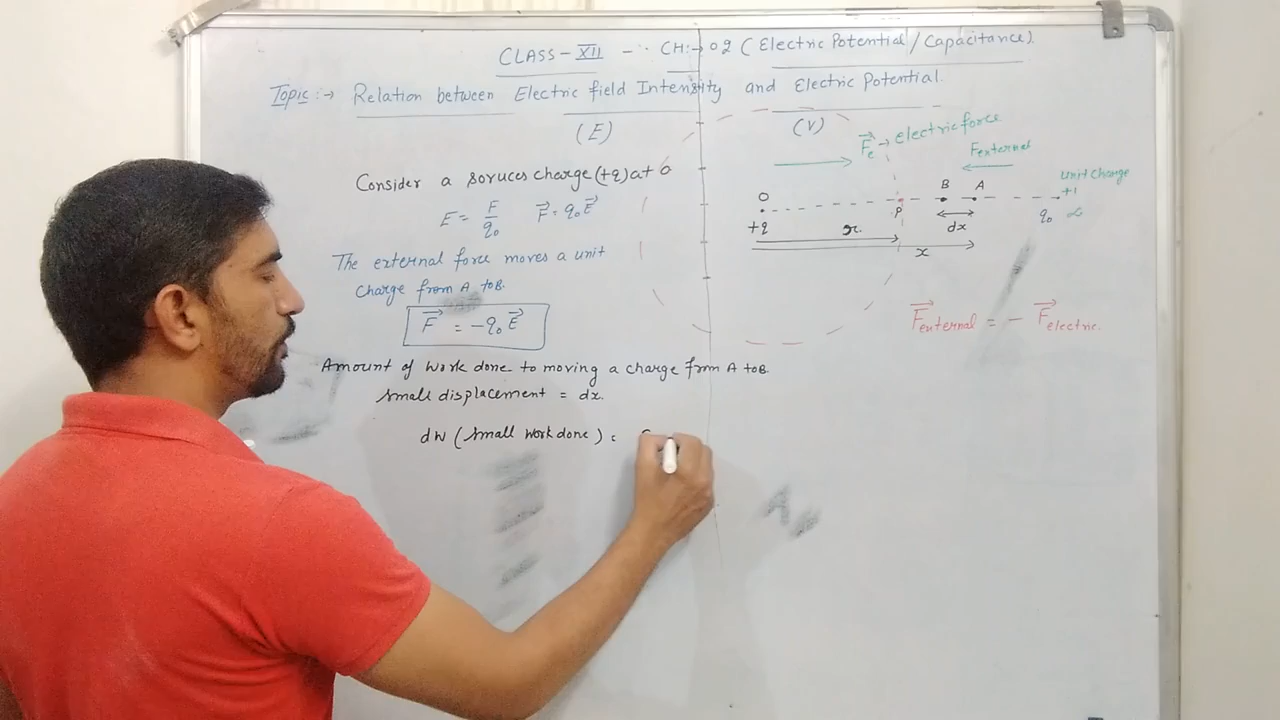 CLASS-XII - CH:- 02 (Electric Potential/Capacitance).
Topic:→ Relation between Electric field Intensity and Electric Potential.
(E) (V)
Consider a soruces charge (+q) at O
E = F/q₀ F⃗ = q₀E⃗
The external force moves a unit
charge from A to B.
F⃗ = -q₀E⃗
Amount of work done to moving a charge from A to B.
Small displacement = dx.
dW (Small work done) =
F⃗e → electric force
Fexternal
unit charge
+1
O P B A
+q r dx q₀ ∞
x
F⃗external = - F⃗electric.